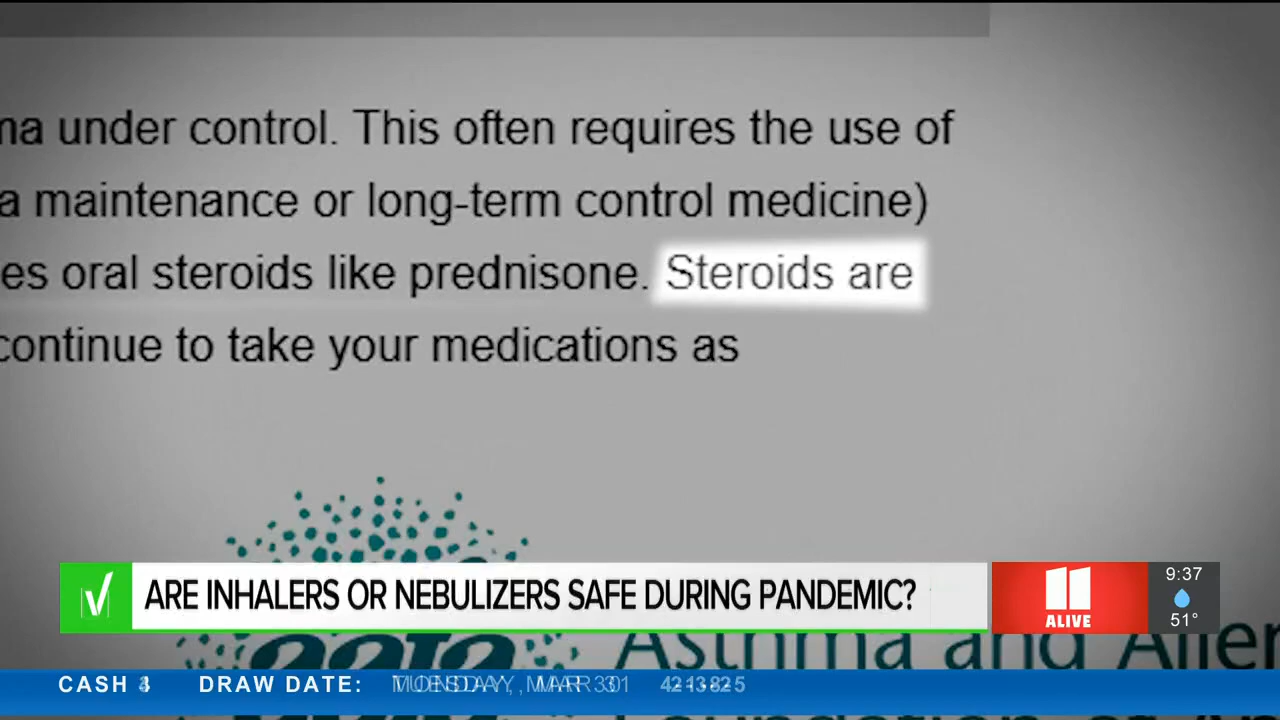 ma under control. This often requires the use of
a maintenance or long-term control medicine)
es oral steroids like prednisone. Steroids are
continue to take your medications as
ARE INHALERS OR NEBULIZERS SAFE DURING PANDEMIC?
11
ALIVE
9:37
51°
Asthma and Aller
CASH DRAW DATE: